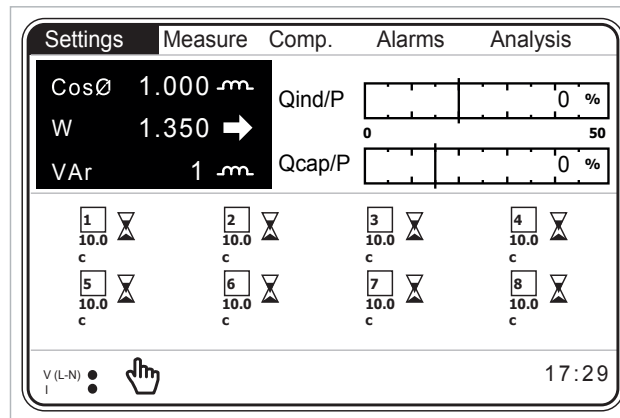 Settings Measure Comp. Alarms Analysis
CosØ 1.000
W 1.350
VAr 1
Qind/P 0 %
0 50
Qcap/P 0 %
1 2 3 4
10.0 10.0 10.0 10.0
c c c c
5 6 7 8
10.0 10.0 10.0 10.0
c c c c
V (L-N)
I
17:29